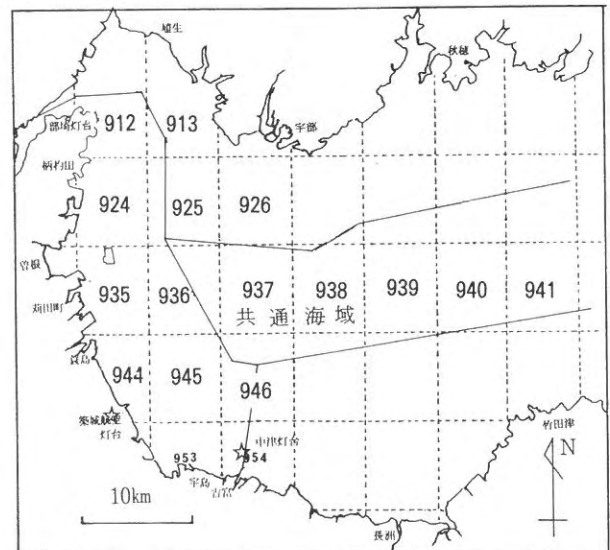 埴生
秋穂
912
913
部埼灯台
宇部
柄杓田
924
925
926
曽根
935
936
937
938
939
940
941
共通海域
苅田町
蓑島
944
945
946
築城航空
灯台
竹田津
中津灯台
953
954
宇島
吉富
N
10km
長洲